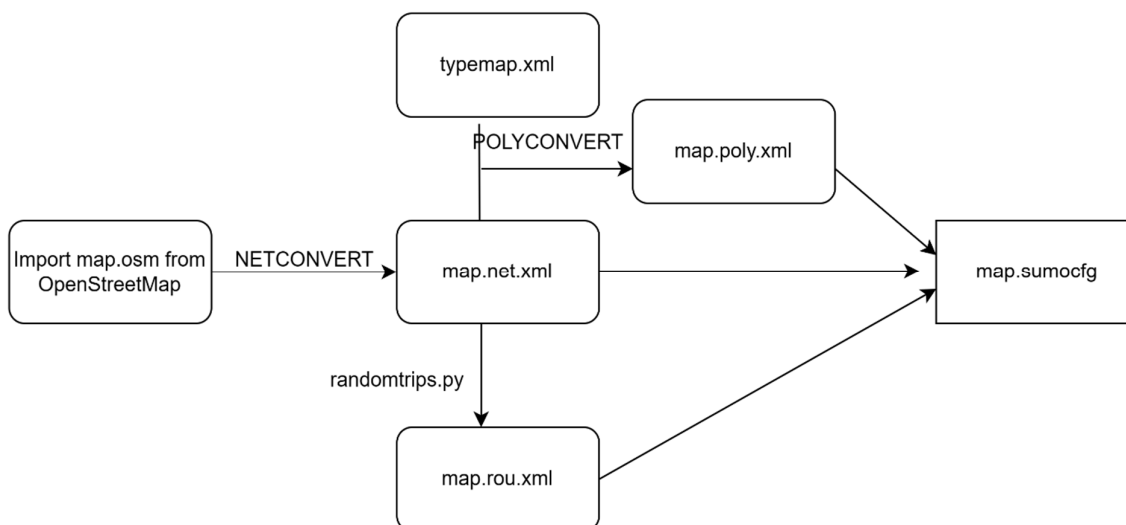 typemap.xml
POLYCONVERT
map.poly.xml
Import map.osm from
OpenStreetMap
NETCONVERT
map.net.xml
map.sumocfg
randomtrips.py
map.rou.xml